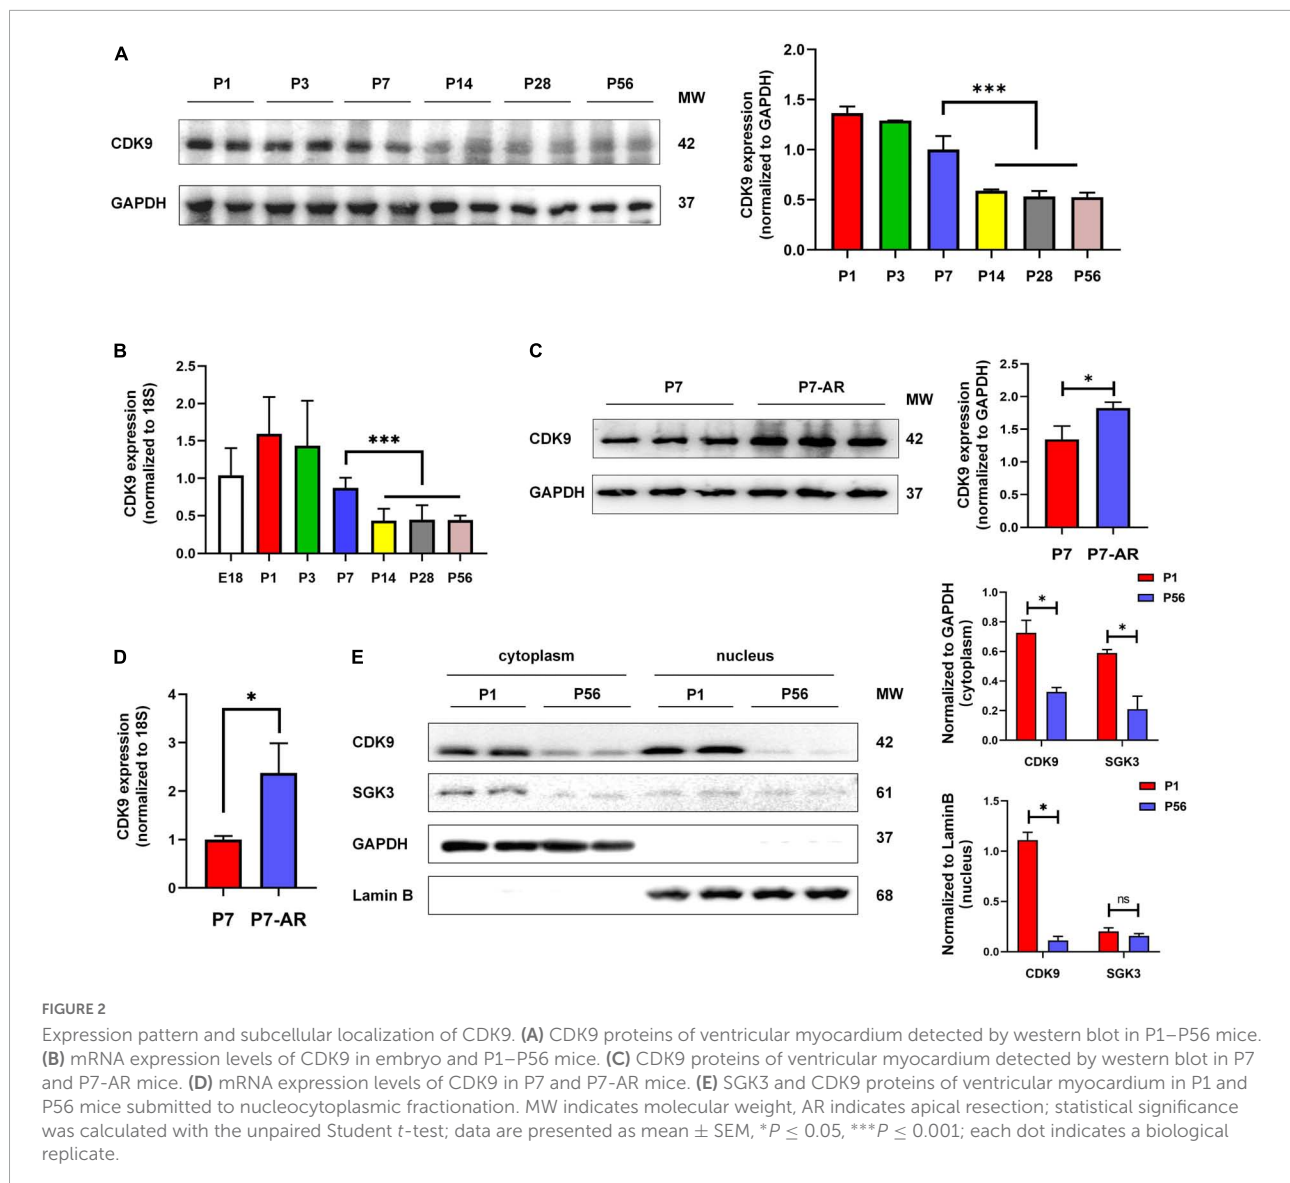 A
P1 P3 P7 P14 P28 P56
MW
CDK9 42
GAPDH 37
CDK9 expression
(normalized to GAPDH)
2.0
1.5
1.0
0.5
0.0
***
P1 P3 P7 P14 P28 P56
B
CDK9 expression
(normalized to 18S)
2.5
2.0
1.5
1.0
0.5
0.0
***
E18 P1 P3 P7 P14 P28 P56
C
P7 P7-AR
MW
CDK9 42
GAPDH 37
CDK9 expression
(normalized to GAPDH)
2.5
2.0
1.5
1.0
0.5
0.0
*
P7 P7-AR
D
CDK9 expression
(normalized to 18S)
4
3
2
1
0
*
P7 P7-AR
E
cytoplasm nucleus
P1 P56 P1 P56 MW
CDK9 42
SGK3 61
GAPDH 37
Lamin B 68
P1
P56
Normalized to GAPDH
(cytoplasm)
1.0
0.8
0.6
0.4
0.2
0.0
* *
CDK9 SGK3
P1
P56
Normalized to LaminB
(nucleus)
1.5
1.0
0.5
0.0
* ns
CDK9 SGK3
FIGURE 2
Expression pattern and subcellular localization of CDK9. (A) CDK9 proteins of ventricular myocardium detected by western blot in P1–P56 mice.
(B) mRNA expression levels of CDK9 in embryo and P1–P56 mice. (C) CDK9 proteins of ventricular myocardium detected by western blot in P7
and P7-AR mice. (D) mRNA expression levels of CDK9 in P7 and P7-AR mice. (E) SGK3 and CDK9 proteins of ventricular myocardium in P1 and
P56 mice submitted to nucleocytoplasmic fractionation. MW indicates molecular weight, AR indicates apical resection; statistical significance
was calculated with the unpaired Student t-test; data are presented as mean ± SEM, *P ≤ 0.05, ***P ≤ 0.001; each dot indicates a biological
replicate.